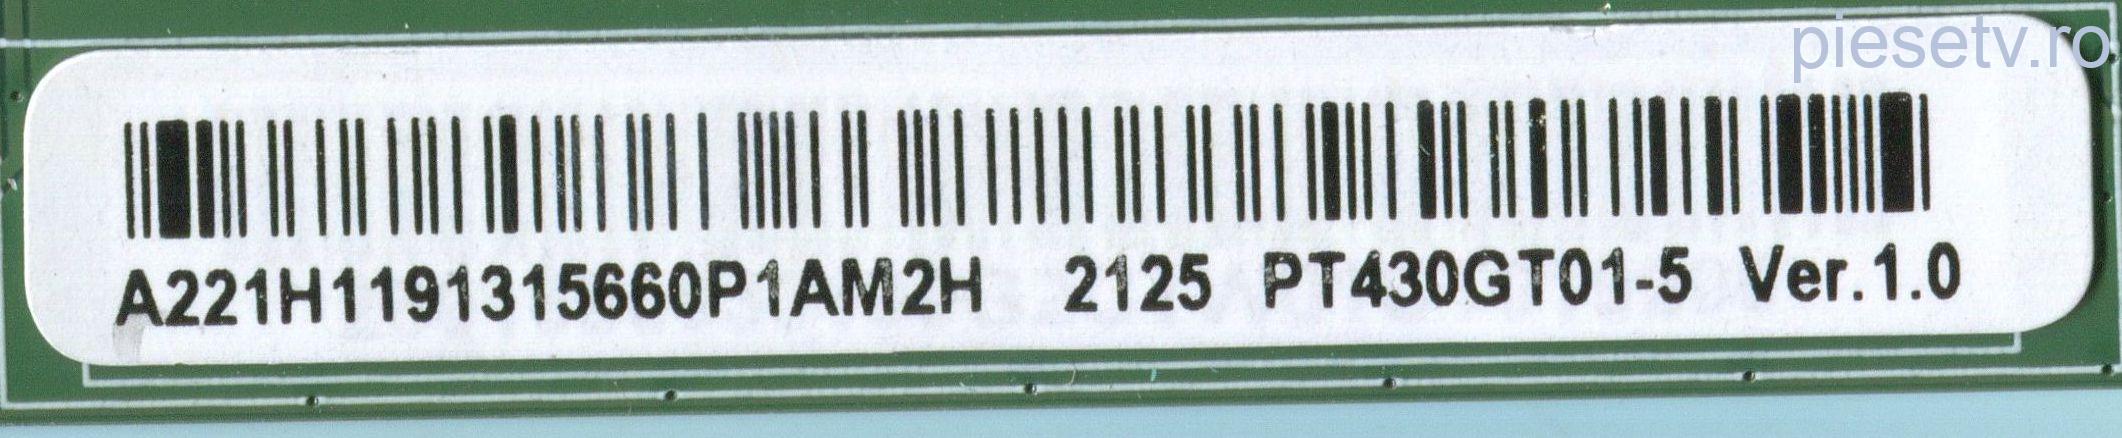 piesetv.ro
A221H1191315660P1AM2H 2125 PT430GT01-5 Ver.1.0